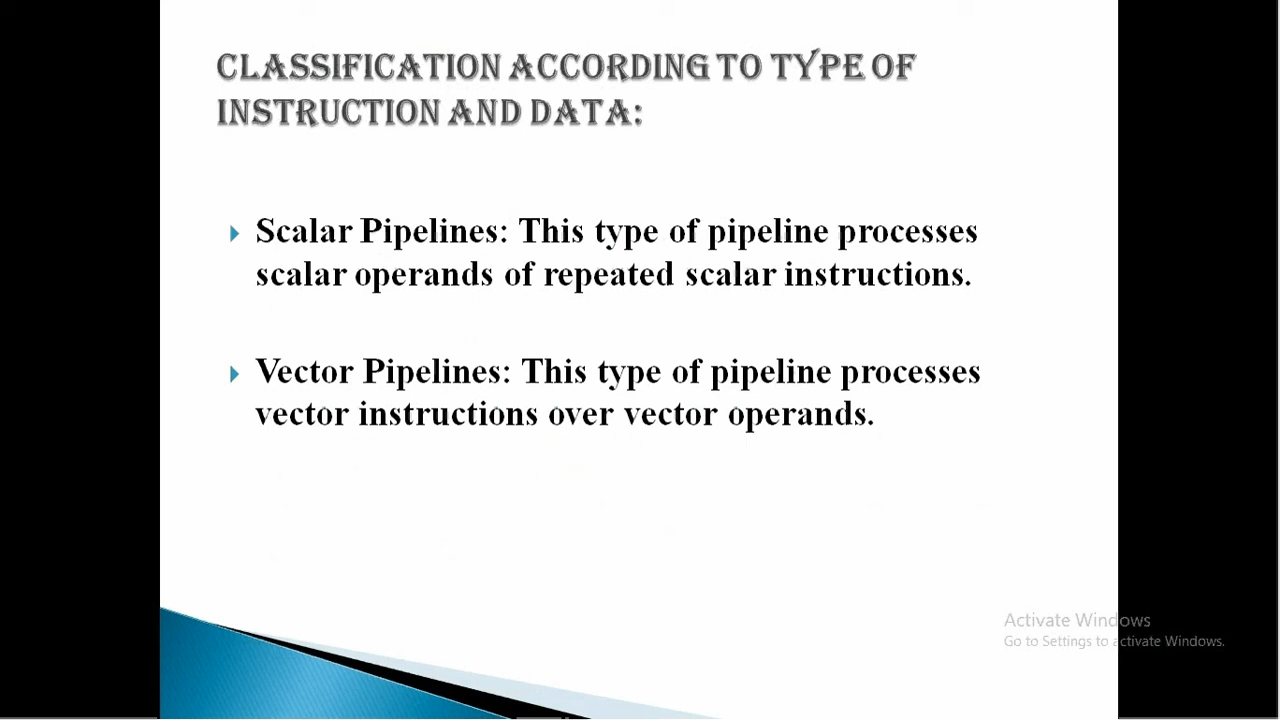 CLASSIFICATION ACCORDING TO TYPE OF
INSTRUCTION AND DATA:
Scalar Pipelines: This type of pipeline processes
scalar operands of repeated scalar instructions.
Vector Pipelines: This type of pipeline processes
vector instructions over vector operands.
Activate Windows
Go to Settings to activate Windows.